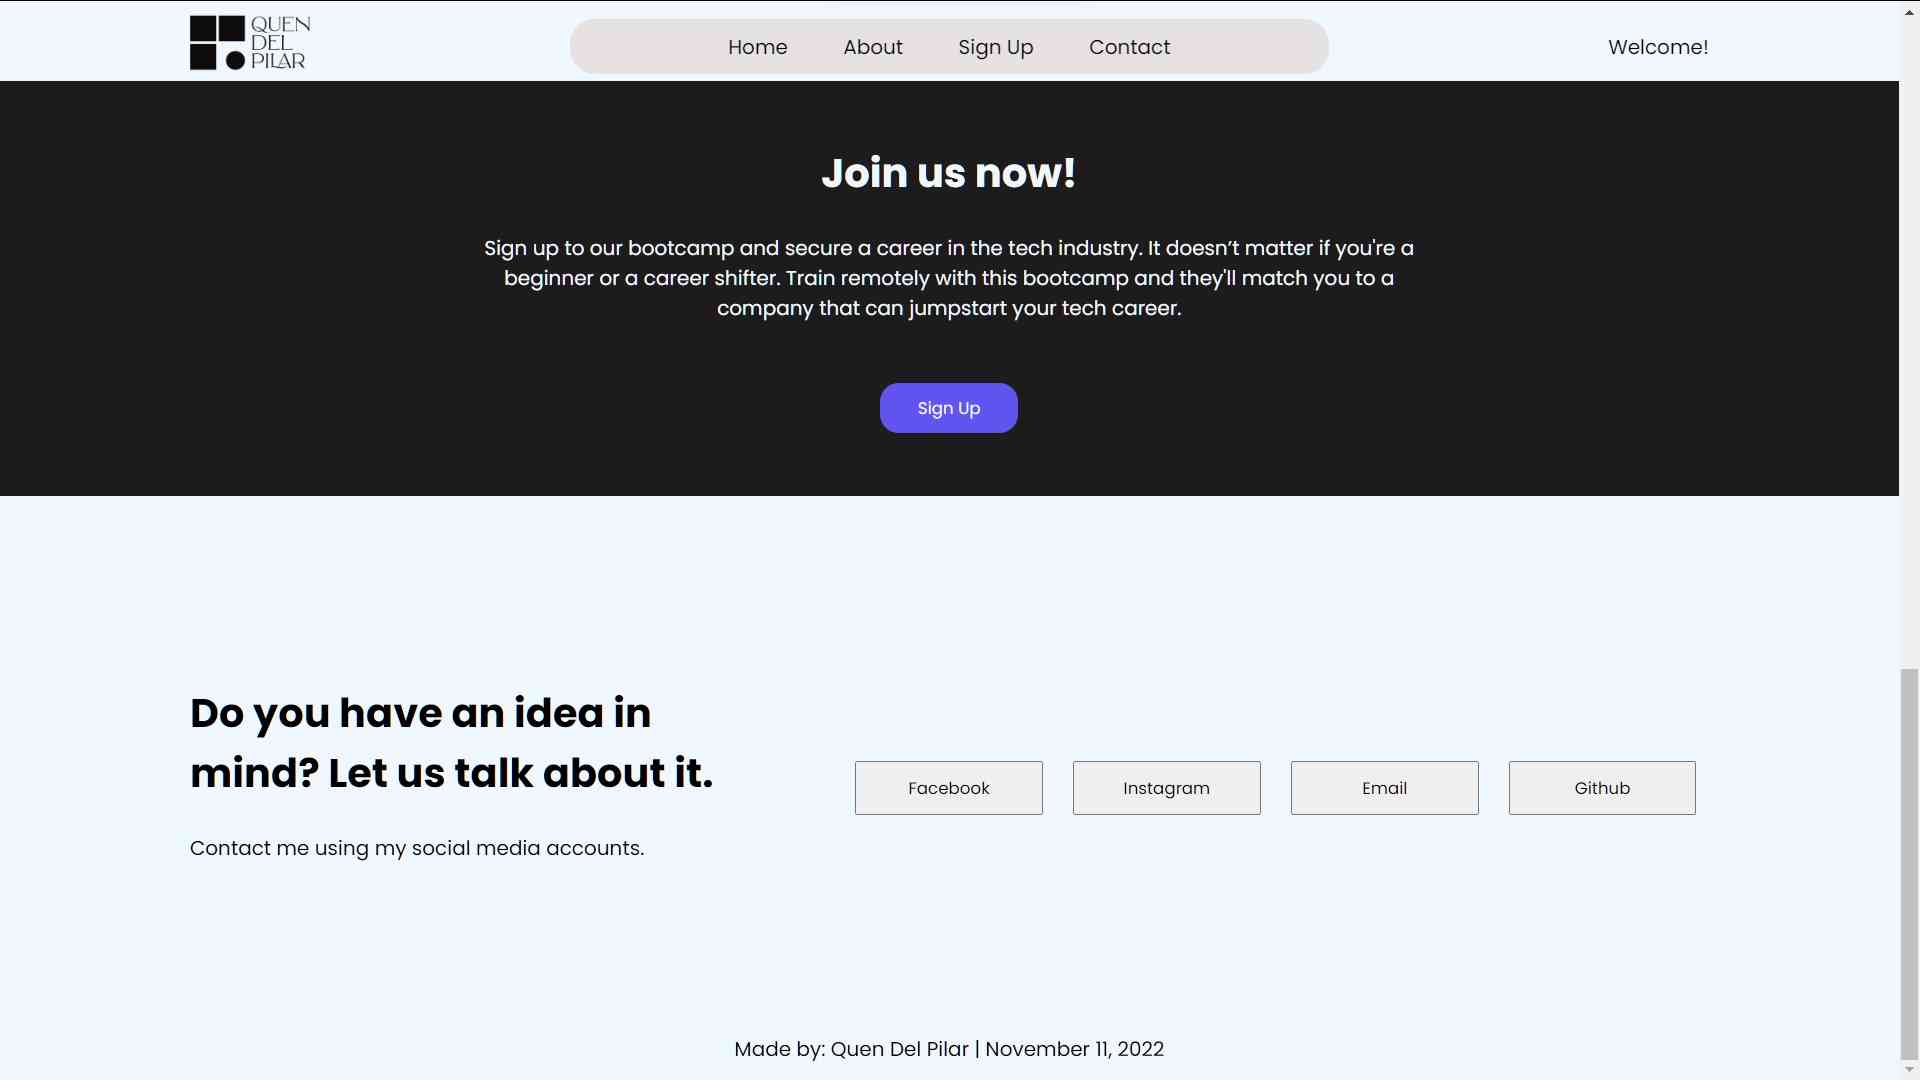 QUEN
DEL
PILAR
Home About Sign Up Contact
Welcome!
Join us now!
Sign up to our bootcamp and secure a career in the tech industry. It doesn’t matter if you're a
beginner or a career shifter. Train remotely with this bootcamp and they'll match you to a
company that can jumpstart your tech career.
Sign Up
Do you have an idea in
mind? Let us talk about it.
Contact me using my social media accounts.
Facebook Instagram Email Github
Made by: Quen Del Pilar | November 11, 2022